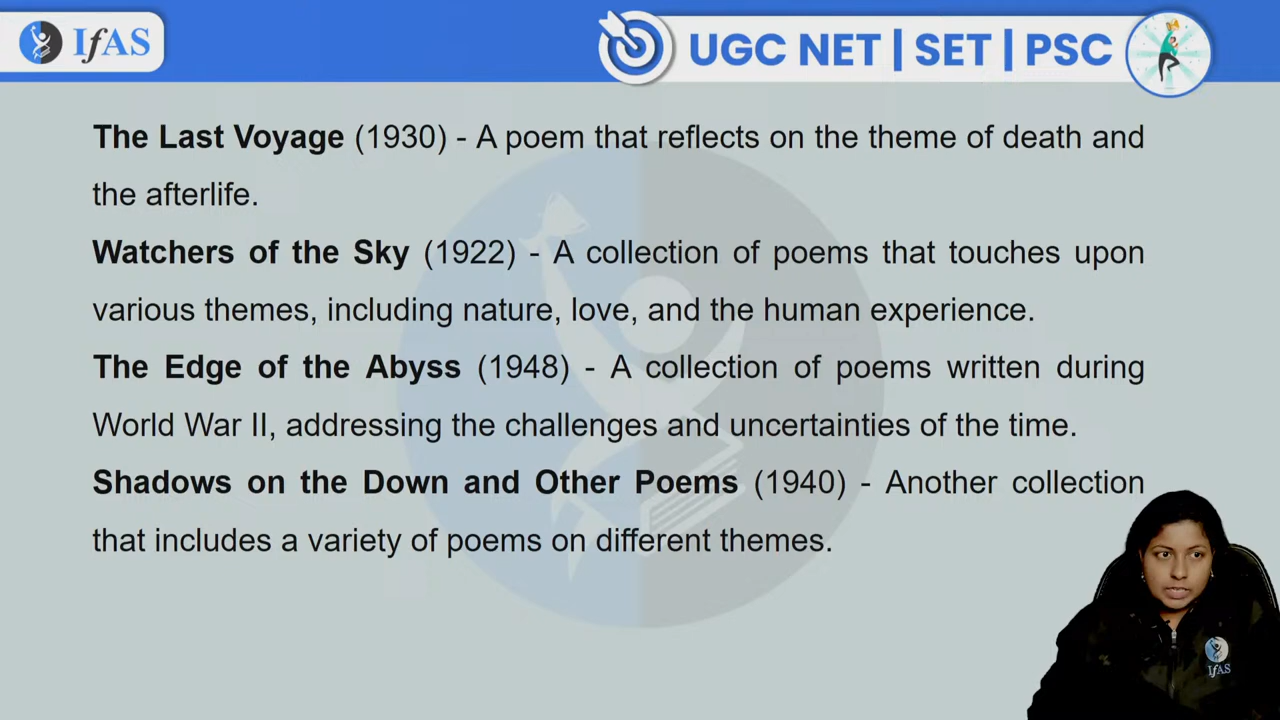 IfAS
UGC NET | SET | PSC
The Last Voyage (1930) - A poem that reflects on the theme of death and
the afterlife.
Watchers of the Sky (1922) - A collection of poems that touches upon
various themes, including nature, love, and the human experience.
The Edge of the Abyss (1948) - A collection of poems written during
World War II, addressing the challenges and uncertainties of the time.
Shadows on the Down and Other Poems (1940) - Another collection
that includes a variety of poems on different themes.
IfAS